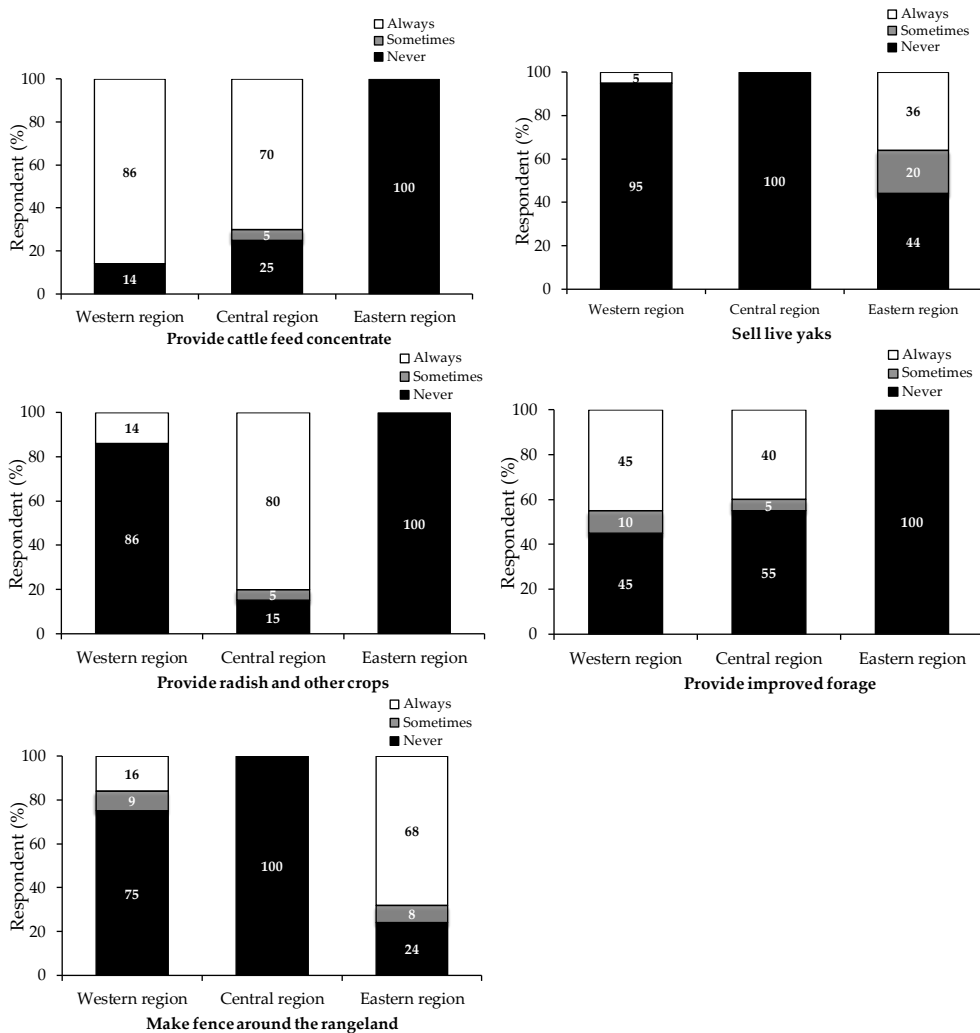 Always
Sometimes
Never
Respondent (%)
100
80
60
40
20
0
86
14
70
5
25
100
Western region Central region Eastern region
Provide cattle feed concentrate
Always
Sometimes
Never
Respondent (%)
100
80
60
40
20
0
5
95
100
36
20
44
Western region Central region Eastern region
Sell live yaks
Always
Sometimes
Never
Respondent (%)
100
80
60
40
20
0
14
86
80
5
15
100
Western region Central region Eastern region
Provide radish and other crops
Always
Sometimes
Never
Respondent (%)
100
80
60
40
20
0
45
10
45
40
5
55
100
Western region Central region Eastern region
Provide improved forage
Always
Sometimes
Never
Respondent (%)
100
80
60
40
20
0
16
9
75
100
68
8
24
Western region Central region Eastern region
Make fence around the rangeland